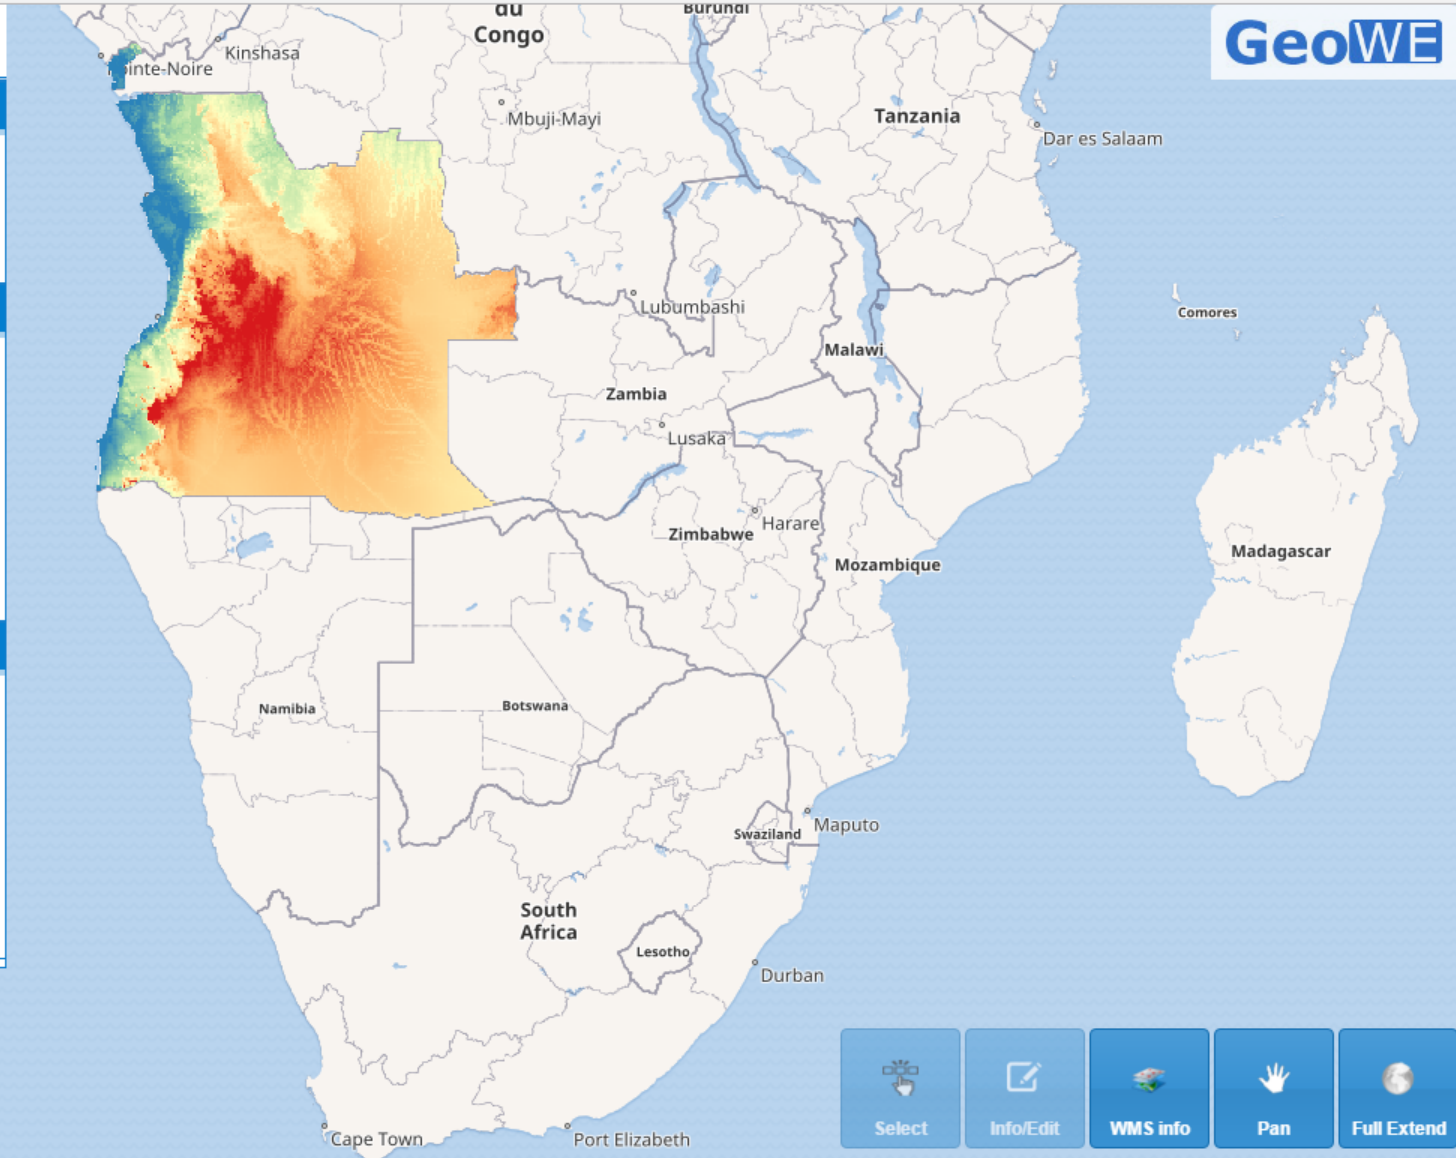 du
Congo
Burundi
GeoWE
Kinshasa
Pointe-Noire
Mbuji-Mayi
Tanzania
Dar es Salaam
Lubumbashi
Comores
Malawi
Zambia
Lusaka
Harare
Zimbabwe
Mozambique
Madagascar
Namibia
Botswana
Maputo
Swaziland
South
Africa
Lesotho
Durban
Cape Town
Port Elizabeth
Select
Info/Edit
WMS info
Pan
Full Extend